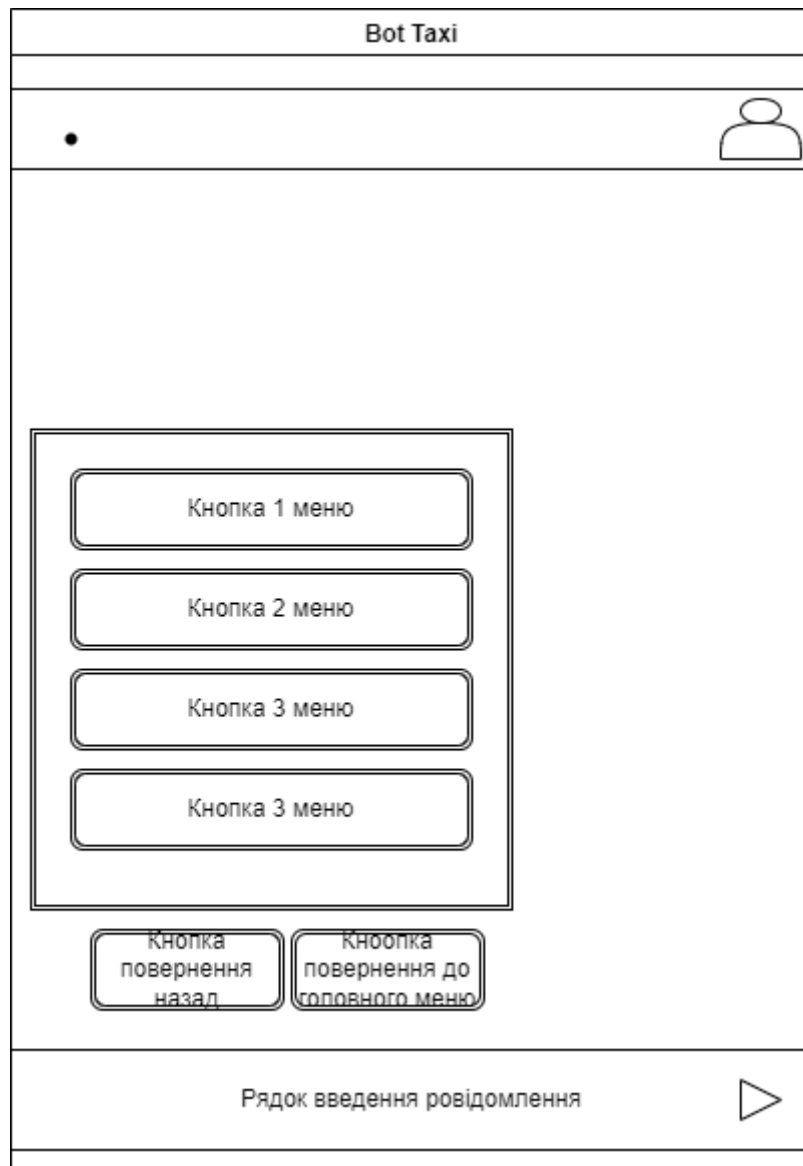 Bot Taxi
Кнопка 1 меню
Кнопка 2 меню
Кнопка 3 меню
Кнопка 3 меню
Кнопка
повернення
назад
Кноопка
повернення до
головного меню
Рядок введення ровідомлення